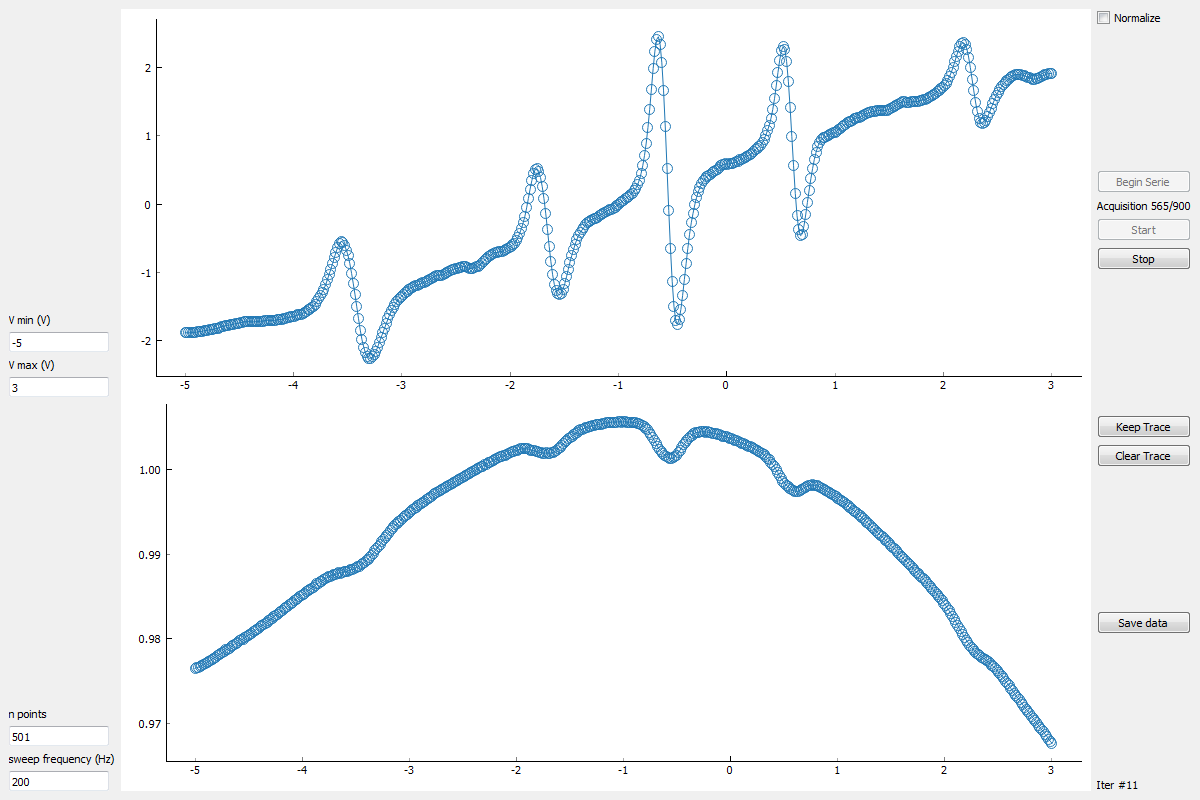 Normalize
2
1
0
-1
-2
-5
-4
-3
-2
-1
0
1
2
3
Begin Serie
Acquisition 565/900
Start
Stop
V min (V)
-5
V max (V)
3
Keep Trace
Clear Trace
1.00
0.99
0.98
0.97
-5
-4
-3
-2
-1
0
1
2
3
Save data
n points
501
sweep frequency (Hz)
200
Iter #11